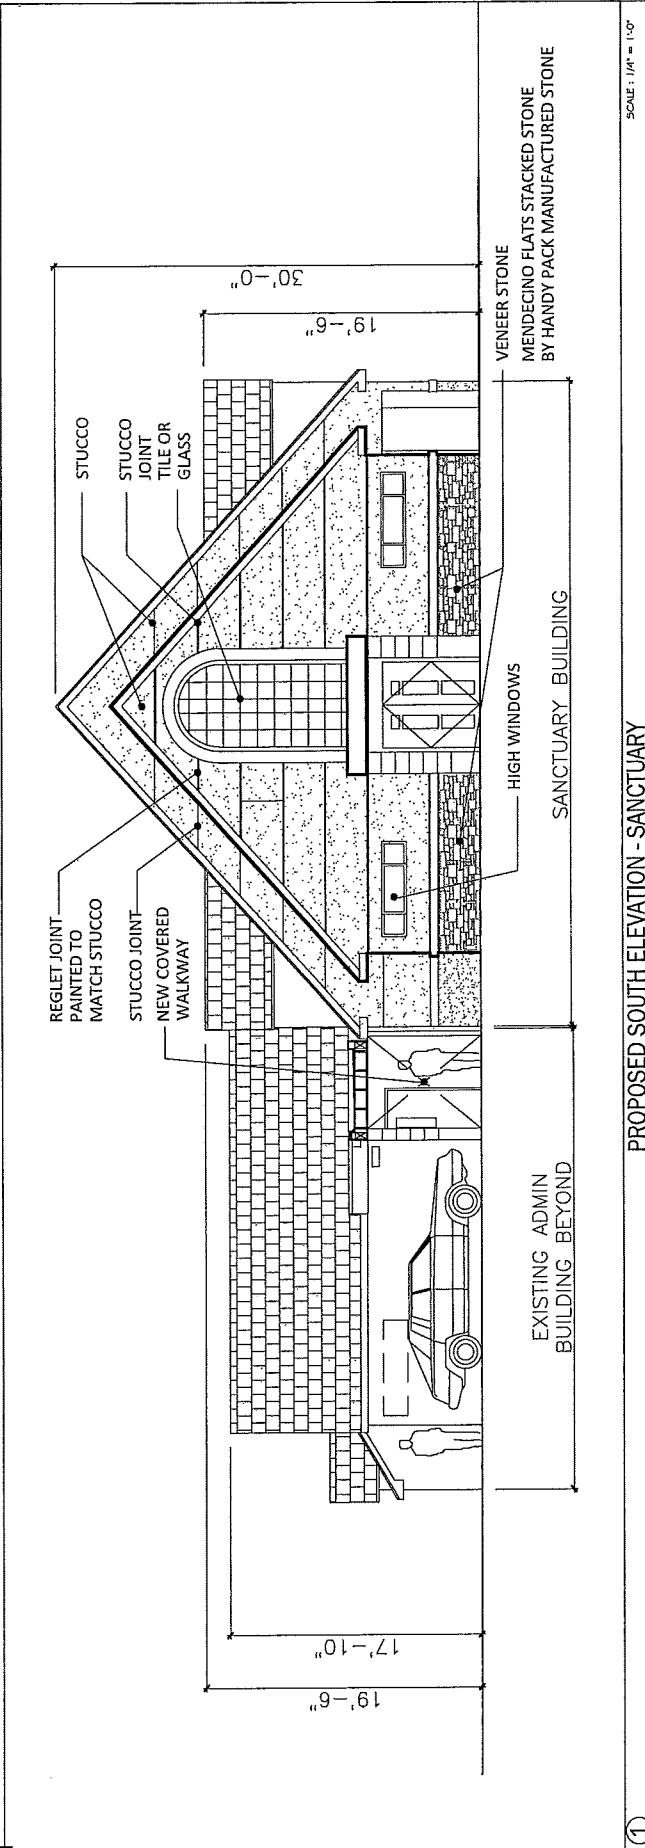 REGLET JOINT
PAINTED TO
MATCH STUCCO
STUCCO JOINT
NEW COVERED
WALKWAY
STUCCO
STUCCO
JOINT
TILE OR
GLASS
19'-6"
17'-10"
19'-6"
30'-0"
HIGH WINDOWS
VENEER STONE
MENDECINO FLATS STACKED STONE
BY HANDY PACK MANUFACTURED STONE
EXISTING ADMIN
BUILDING BEYOND
SANCTUARY BUILDING
1
PROPOSED SOUTH ELEVATION - SANCTUARY
SCALE : 1/4" = 1'-0"